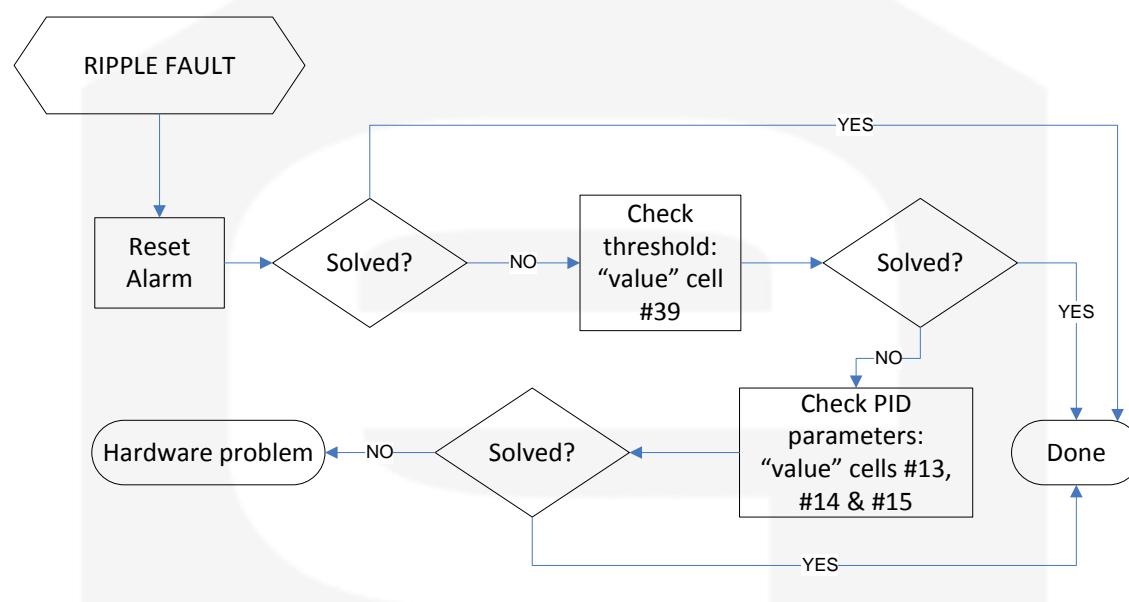 RIPPLE FAULT
YES
Reset
Alarm
Solved?
NO
Check
threshold:
“value” cell
#39
Solved?
YES
NO
Hardware problem
NO
Solved?
Check PID
parameters:
“value” cells #13,
#14 & #15
Done
YES